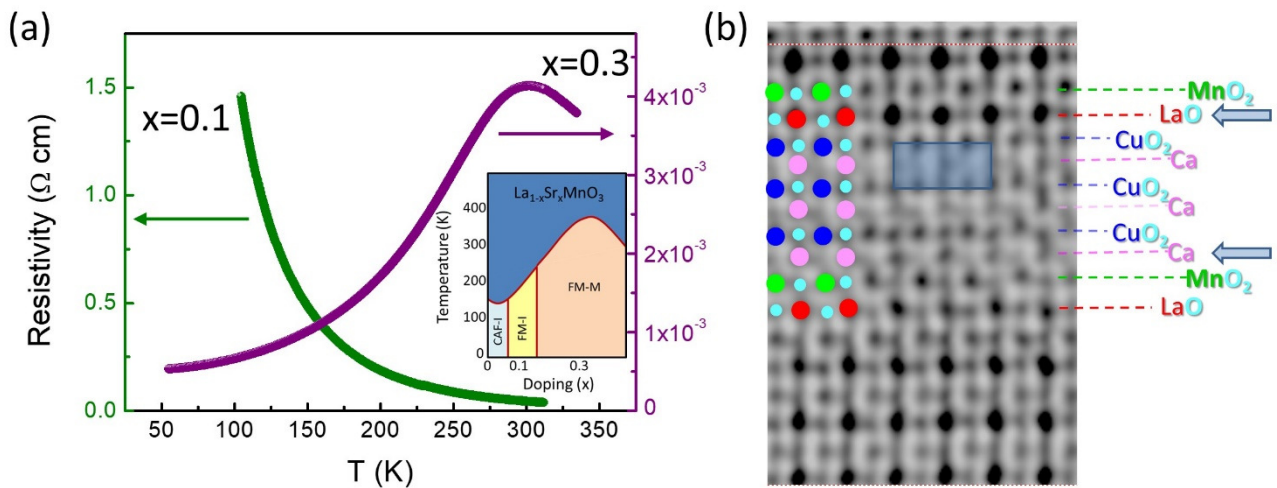 (a)
x=0.1
x=0.3
Resistivity (Ω cm)
1.5
1.0
0.5
0.0
4x10⁻³
3x10⁻³
2x10⁻³
1x10⁻³
0
50 100 150 200 250 300 350
T (K)
La₁₋ₓSrₓMnO₃
Temperature (K)
400
300
200
100
0
CAF-I
FM-I
FM-M
0 0.1 0.3
Doping (x)
(b)
MnO₂
LaO
CuO₂
Ca
CuO₂
Ca
CuO₂
Ca
MnO₂
LaO